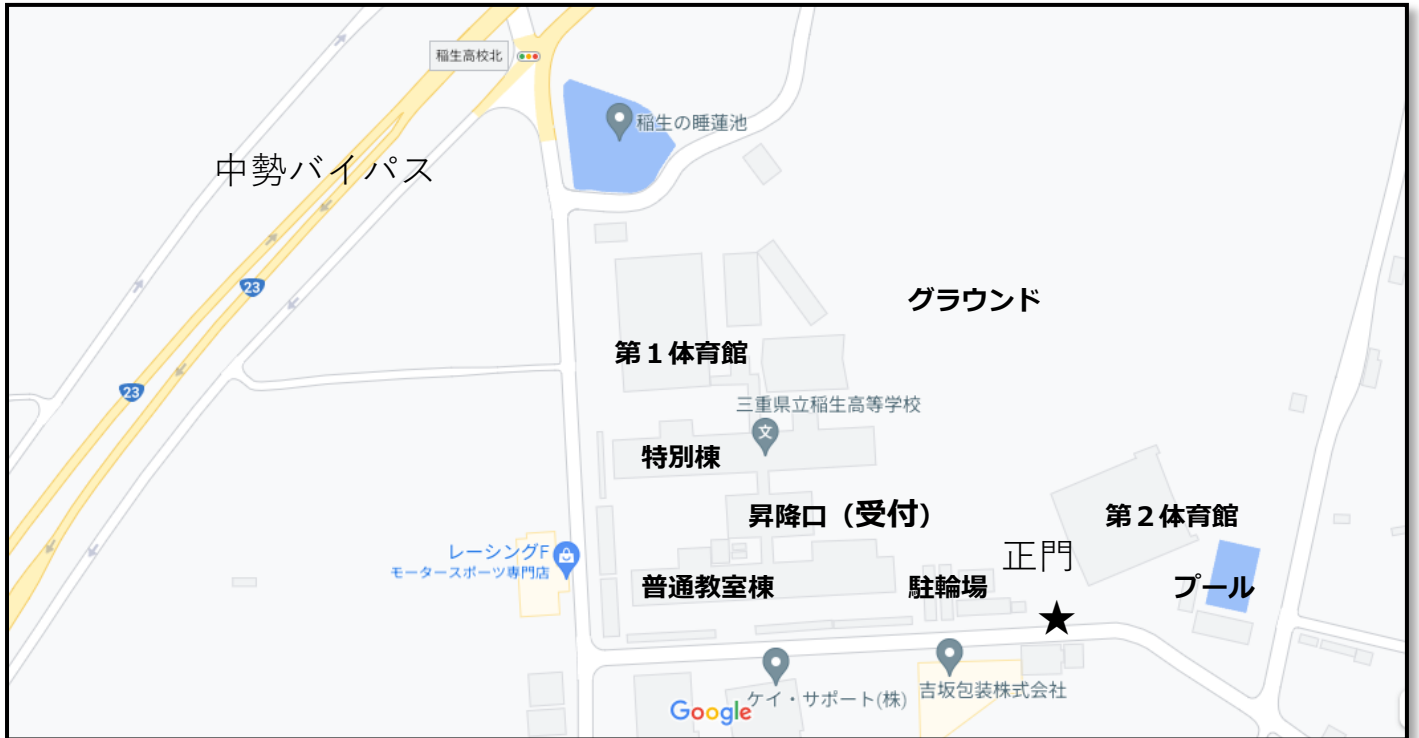 稲生高校北
稲生の睡蓮池
中勢バイパス
23
グラウンド
第１体育館
23
三重県立稲生高等学校
文
特別棟
昇降口（受付）
第２体育館
正門
レーシングF
モータースポーツ専門店
普通教室棟
駐輪場
プール
★
ケイ・サポート(株)
吉坂包装株式会社
Google